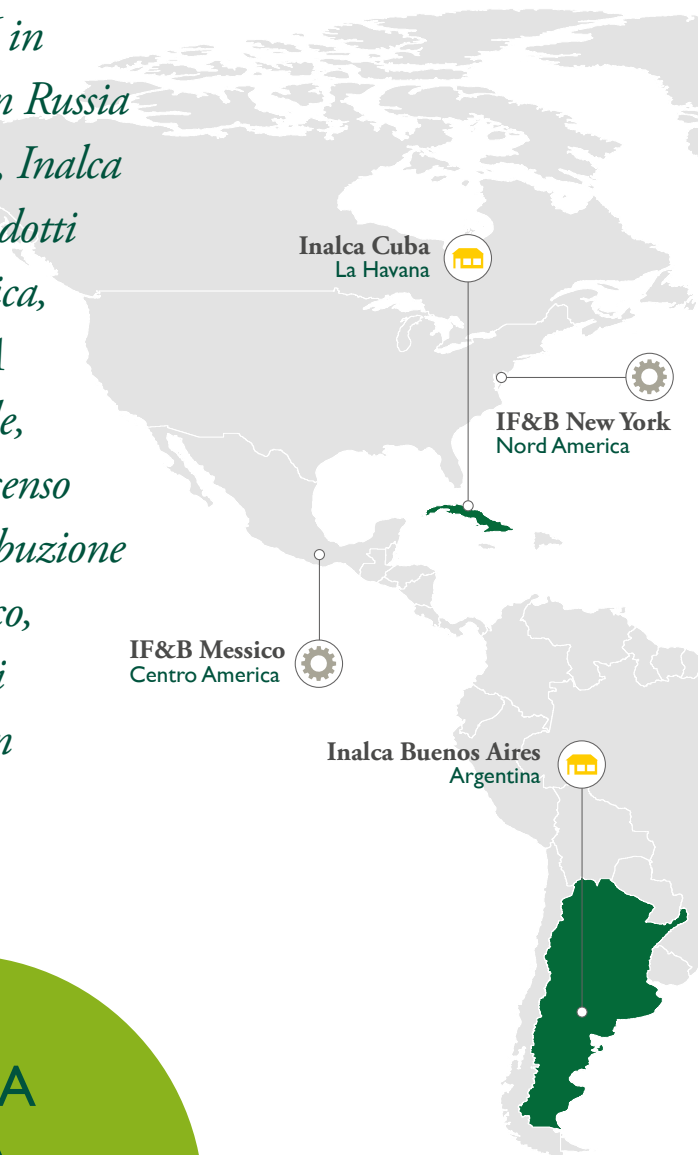 in
n Russia
, Inalca
dotti
ica,
le,
senso
buzione
co,
i
n
Inalca Cuba
La Havana
IF&B New York
Nord America
IF&B Messico
Centro America
Inalca Buenos Aires
Argentina
A